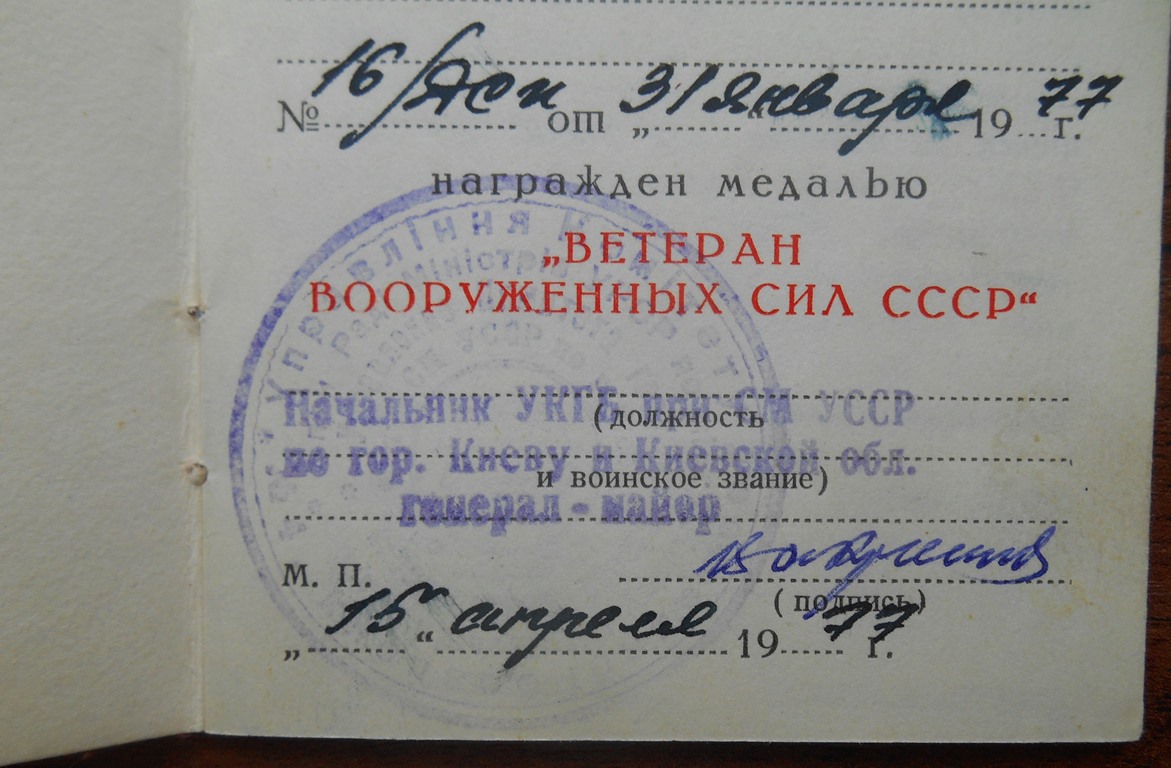 № 16/ от „31“ января 1977 г.
награжден медалью
„ВЕТЕРАН
ВООРУЖЕННЫХ СИЛ СССР“
Начальник УКГБ при СМ УССР
(должность
по гор. Киеву и Киевской обл.
и воинское звание)
генерал-майор
М. П.
(подпись)
„15“ апреля 1977 г.
Управління